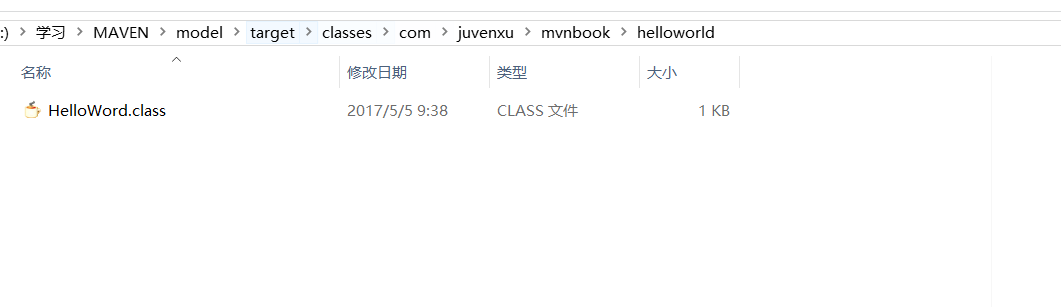 :) > 学习 > MAVEN > model > target > classes > com > juvenxu > mvnbook > helloworld
名称 修改日期 类型 大小
HelloWord.class 2017/5/5 9:38 CLASS 文件 1 KB